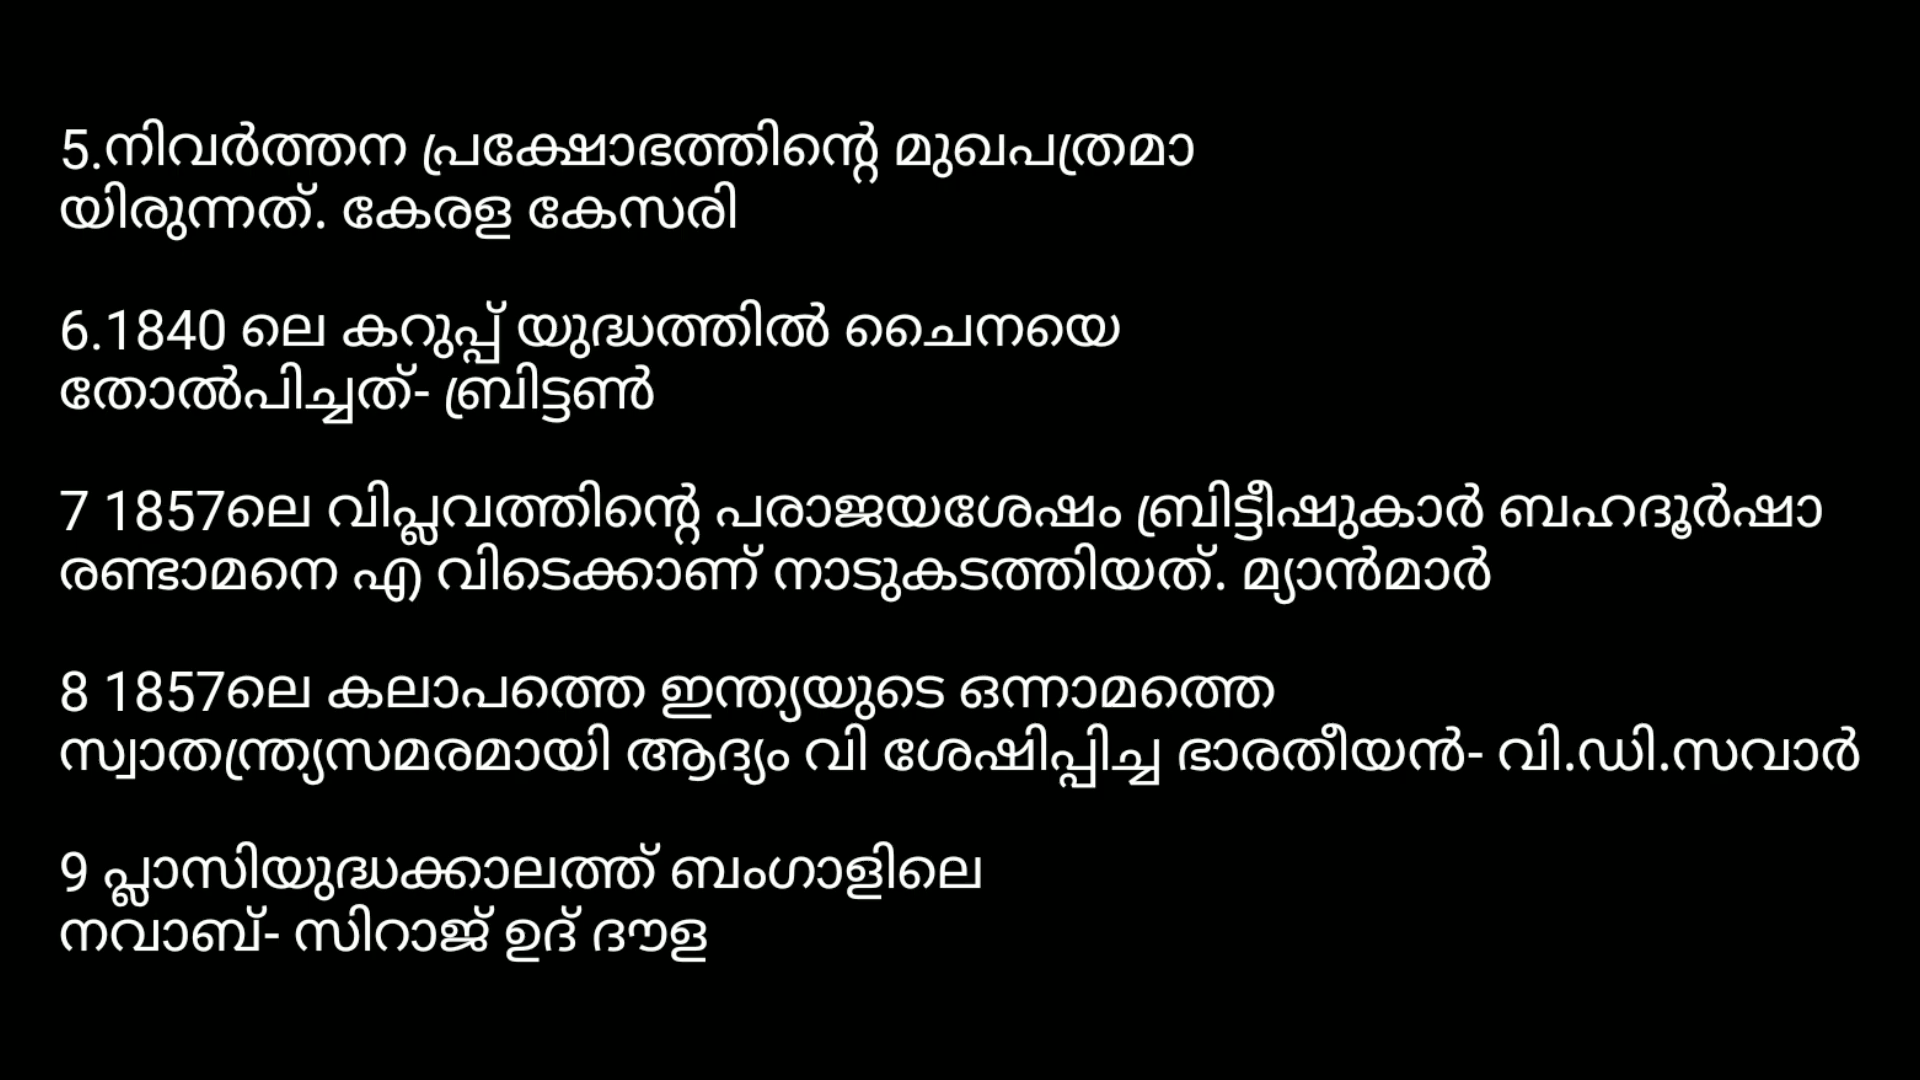 5.നിവർത്തന പ്രക്ഷോഭത്തിന്റെ മുഖപത്രമാ
യിരുന്നത്. കേരള കേസരി
6.1840 ലെ കറുപ്പ് യുദ്ധത്തിൽ ചൈനയെ
തോൽപിച്ചത്- ബ്രിട്ടൺ
7 1857ലെ വിപ്ലവത്തിന്റെ പരാജയശേഷം ബ്രിട്ടീഷുകാർ ബഹദൂർഷാ
രണ്ടാമനെ എ വിടെക്കാണ് നാടുകടത്തിയത്. മ്യാൻമാർ
8 1857ലെ കലാപത്തെ ഇന്ത്യയുടെ ഒന്നാമത്തെ
സ്വാതന്ത്ര്യസമരമായി ആദ്യം വി ശേഷിപ്പിച്ച ഭാരതീയൻ- വി.ഡി.സവാർ
9 പ്ലാസിയുദ്ധക്കാലത്ത് ബംഗാളിലെ
നവാബ്- സിറാജ് ഉദ് ദൗള